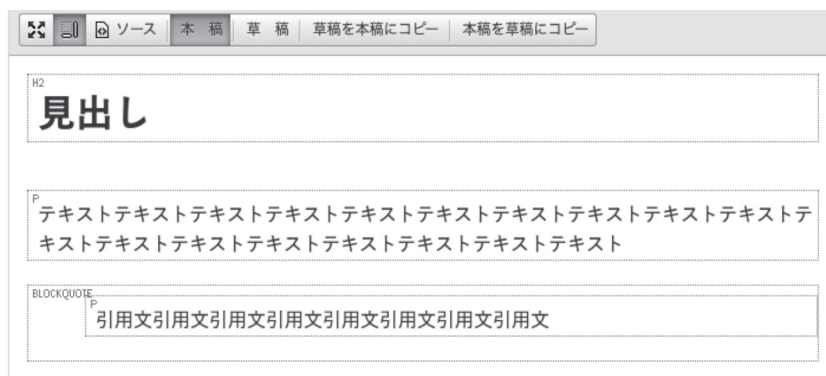 ソース 本 稿 草 稿 草稿を本稿にコピー 本稿を草稿にコピー
H2
見出し
P
テキストテキストテキストテキストテキストテキストテキストテキストテキストテキストテ
キストテキストテキストテキストテキストテキストテキストテキスト
BLOCKQUOTE
P
引用文引用文引用文引用文引用文引用文引用文引用文